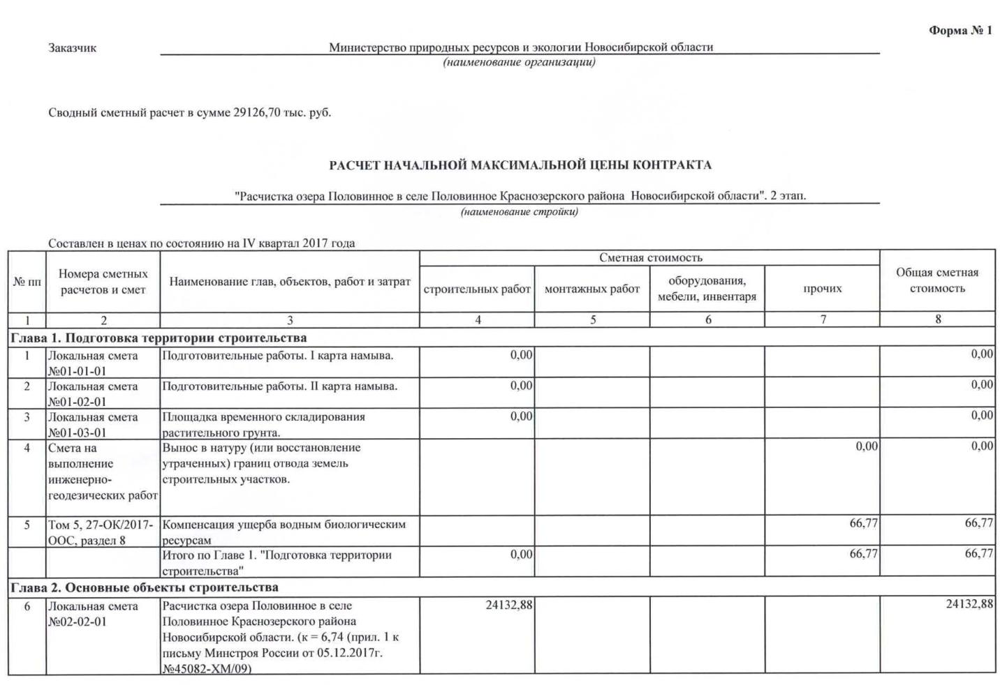 Форма № 1
Заказчик Министерство природных ресурсов и экологии Новосибирской области
(наименование организации)
Сводный сметный расчет в сумме 29126,70 тыс. руб.
РАСЧЕТ НАЧАЛЬНОЙ МАКСИМАЛЬНОЙ ЦЕНЫ КОНТРАКТА
"Расчистка озера Половинное в селе Половинное Краснозерского района Новосибирской области". 2 этап.
(наименование стройки)
Составлен в ценах по состоянию на IV квартал 2017 года
№ пп
Номера сметных
расчетов и смет
Наименование глав, объектов, работ и затрат
Сметная стоимость
строительных работ
монтажных работ
оборудования,
мебели, инвентаря
прочих
Общая сметная
стоимость
1 2 3 4 5 6 7 8
Глава 1. Подготовка территории строительства
1 Локальная смета Подготовительные работы. I карта намыва. 0,00 0,00
№01-01-01
2 Локальная смета Подготовительные работы. II карта намыва. 0,00 0,00
№01-02-01
3 Локальная смета Площадка временного складирования 0,00 0,00
№01-03-01 растительного грунта.
4 Смета на Вынос в натуру (или восстановление 0,00 0,00
выполнение утраченных) границ отвода земель
инженерно- строительных участков.
геодезических работ
5 Том 5, 27-ОК/2017- Компенсация ущерба водным биологическим 66,77 66,77
ООС, раздел 8 ресурсам
Итого по Главе 1. "Подготовка территории 0,00 66,77 66,77
строительства"
Глава 2. Основные объекты строительства
6 Локальная смета Расчистка озера Половинное в селе 24132,88 24132,88
№02-02-01 Половинное Краснозерского района
Новосибирской области. (к = 6,74 (прил. 1 к
письму Минстроя России от 05.12.2017г.
№45082-ХМ/09)